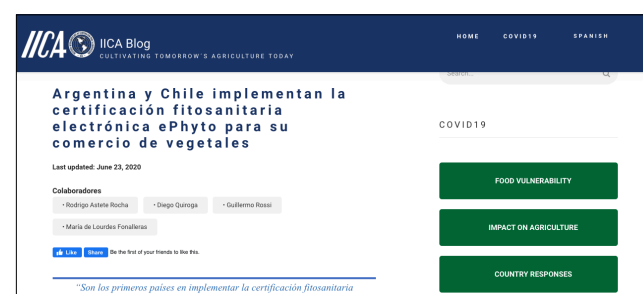 IICA
IICA Blog
CULTIVATING TOMORROW'S AGRICULTURE TODAY
HOME
COVID19
SPANISH
Search...
Argentina y Chile implementan la
certificación fitosanitaria
electrónica ePhyto para su
comercio de vegetales
Last updated: June 23, 2020
Colaboradores
• Rodrigo Astete Rocha
• Diego Quiroga
• Guillermo Rossi
• María de Lourdes Fonalleras
Like
Share
Be the first of your friends to like this.
"Son los primeros países en implementar la certificación fitosanitaria
COVID19
FOOD VULNERABILITY
IMPACT ON AGRICULTURE
COUNTRY RESPONSES